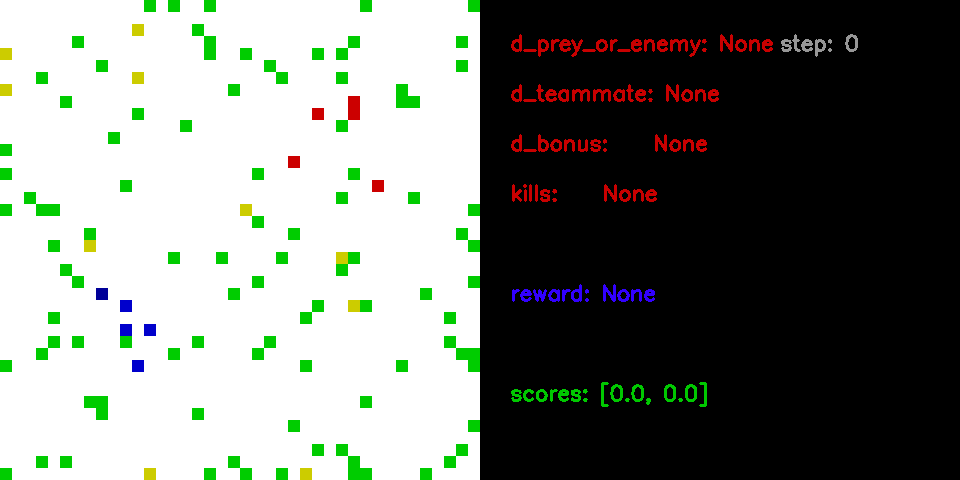 d_prey_or_enemy: None step: 0
d_teammate: None
d_bonus: None
kills: None
reward: None
scores: [0.0, 0.0]